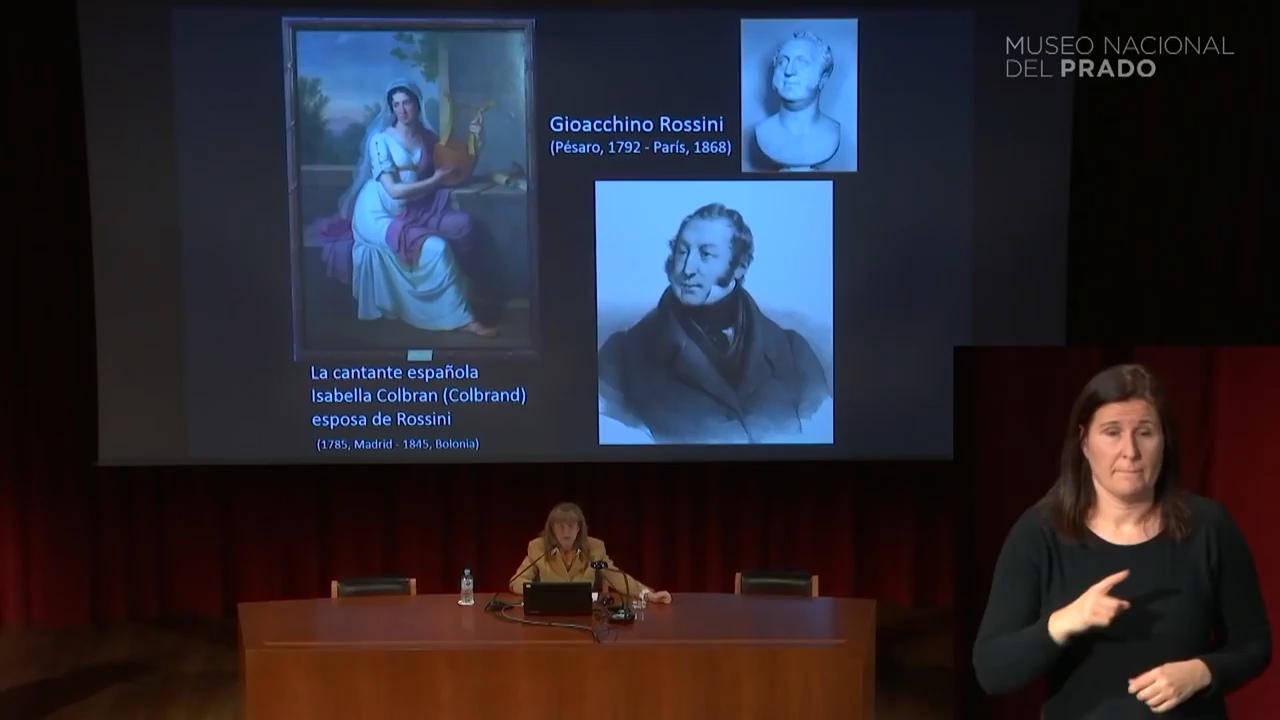 MUSEO NACIONAL
DEL PRADO
Gioacchino Rossini
(Pésaro, 1792 - París, 1868)
La cantante española
Isabella Colbran (Colbrand)
esposa de Rossini
(1785, Madrid - 1845, Bolonia)